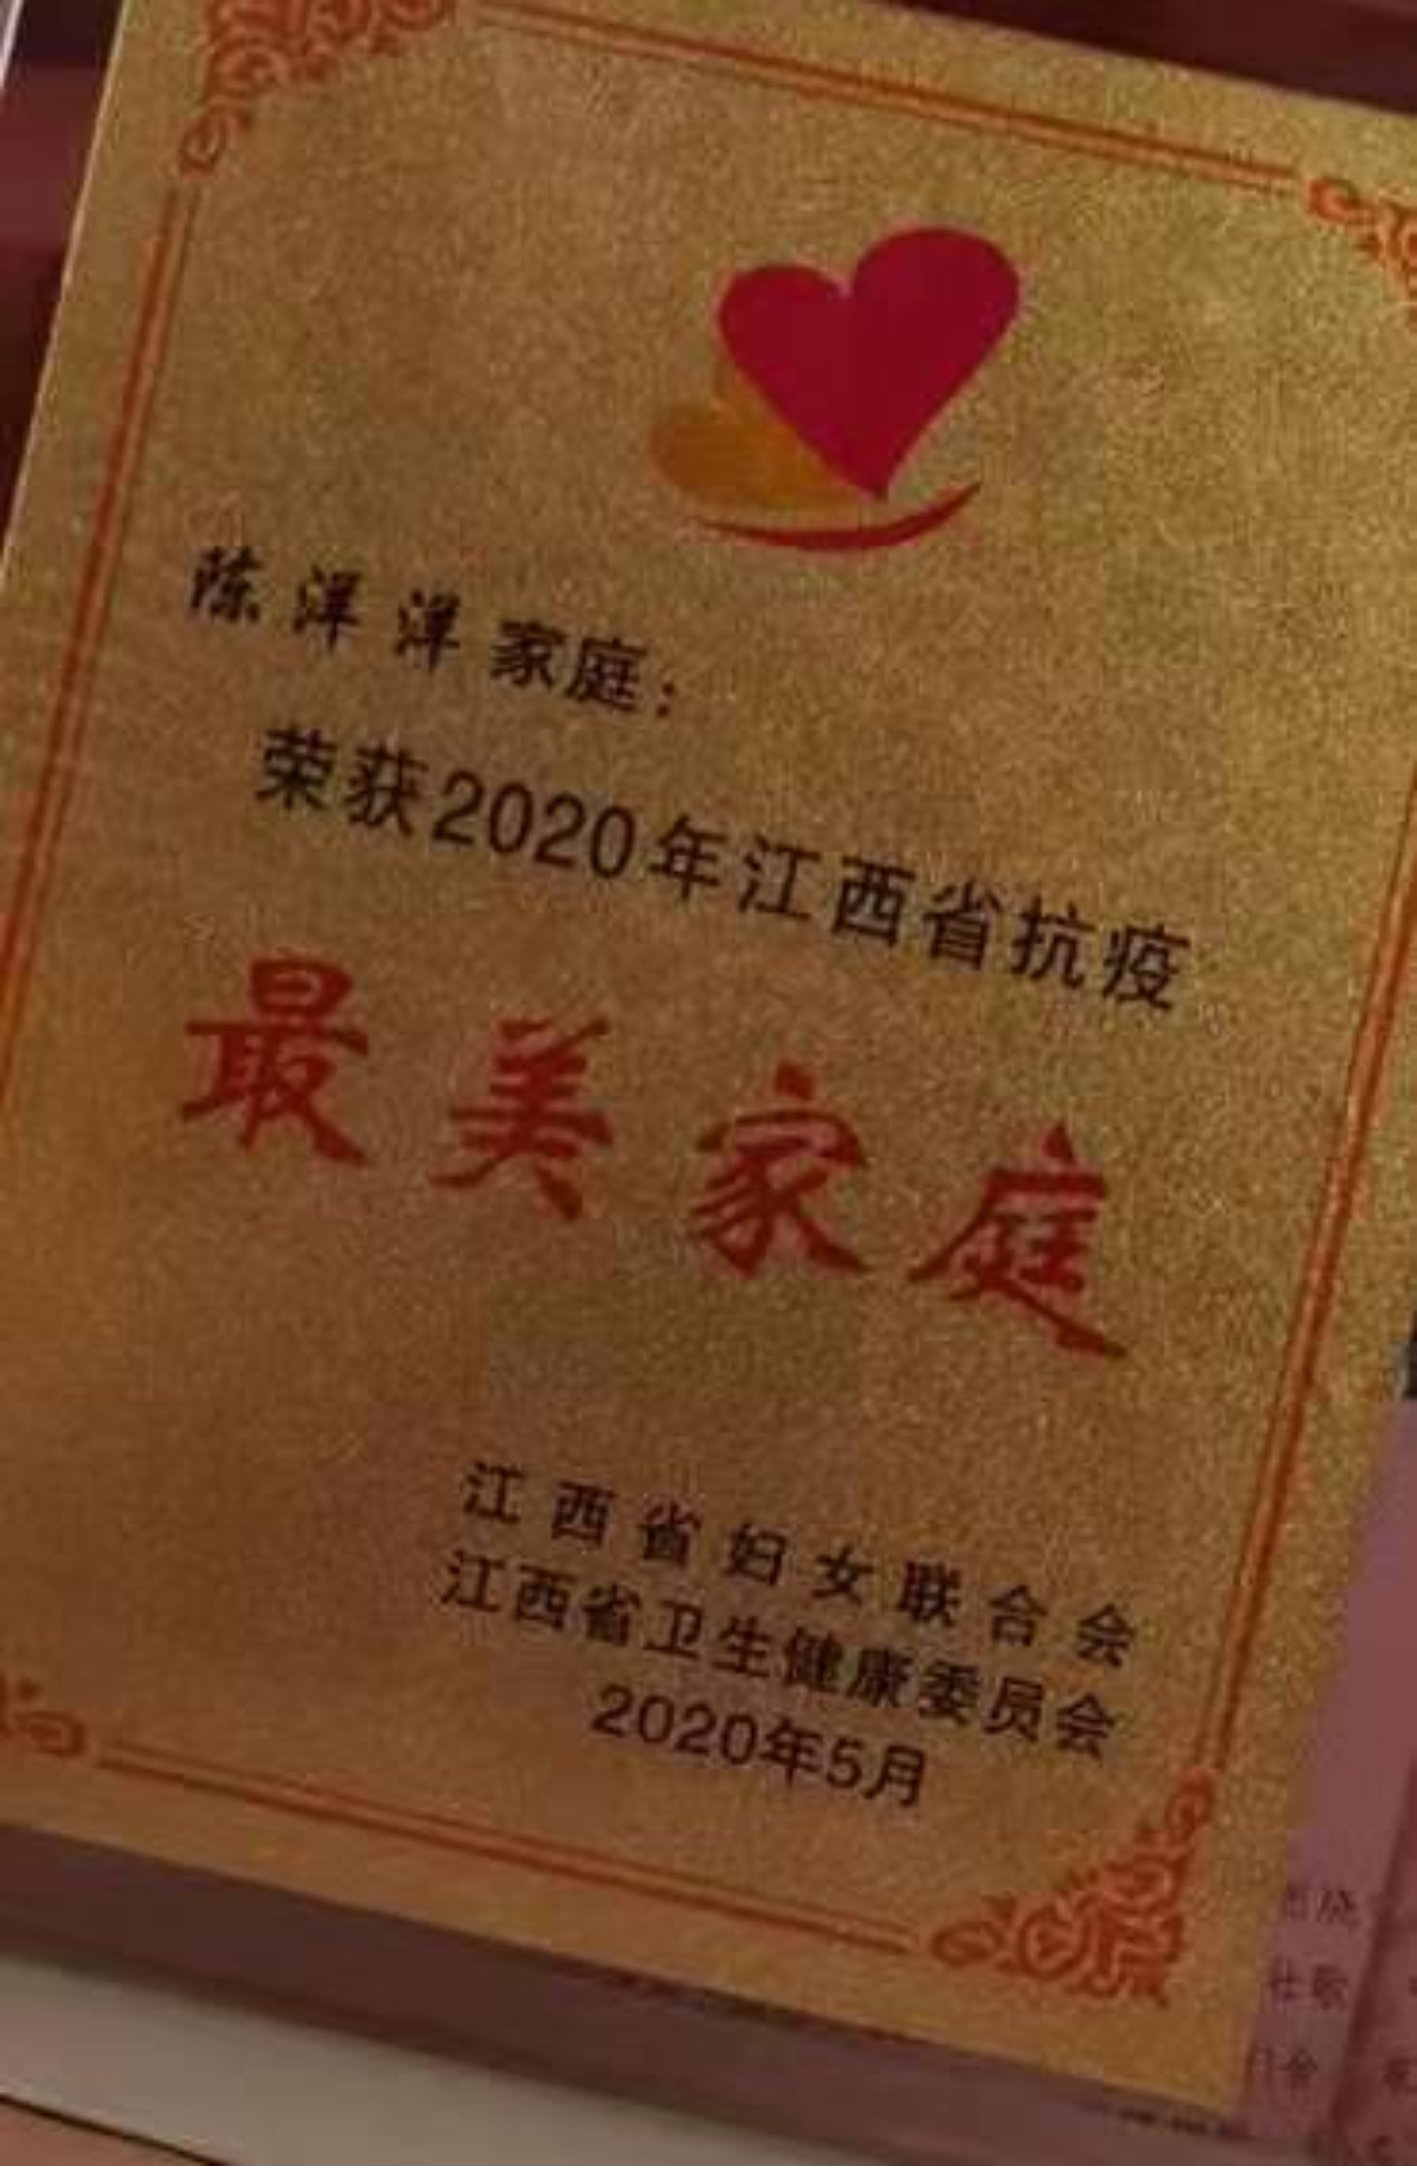 陈洋洋家庭：
荣获2020年江西省抗疫
最美家庭
江西省妇女联合会
江西省卫生健康委员会
2020年5月